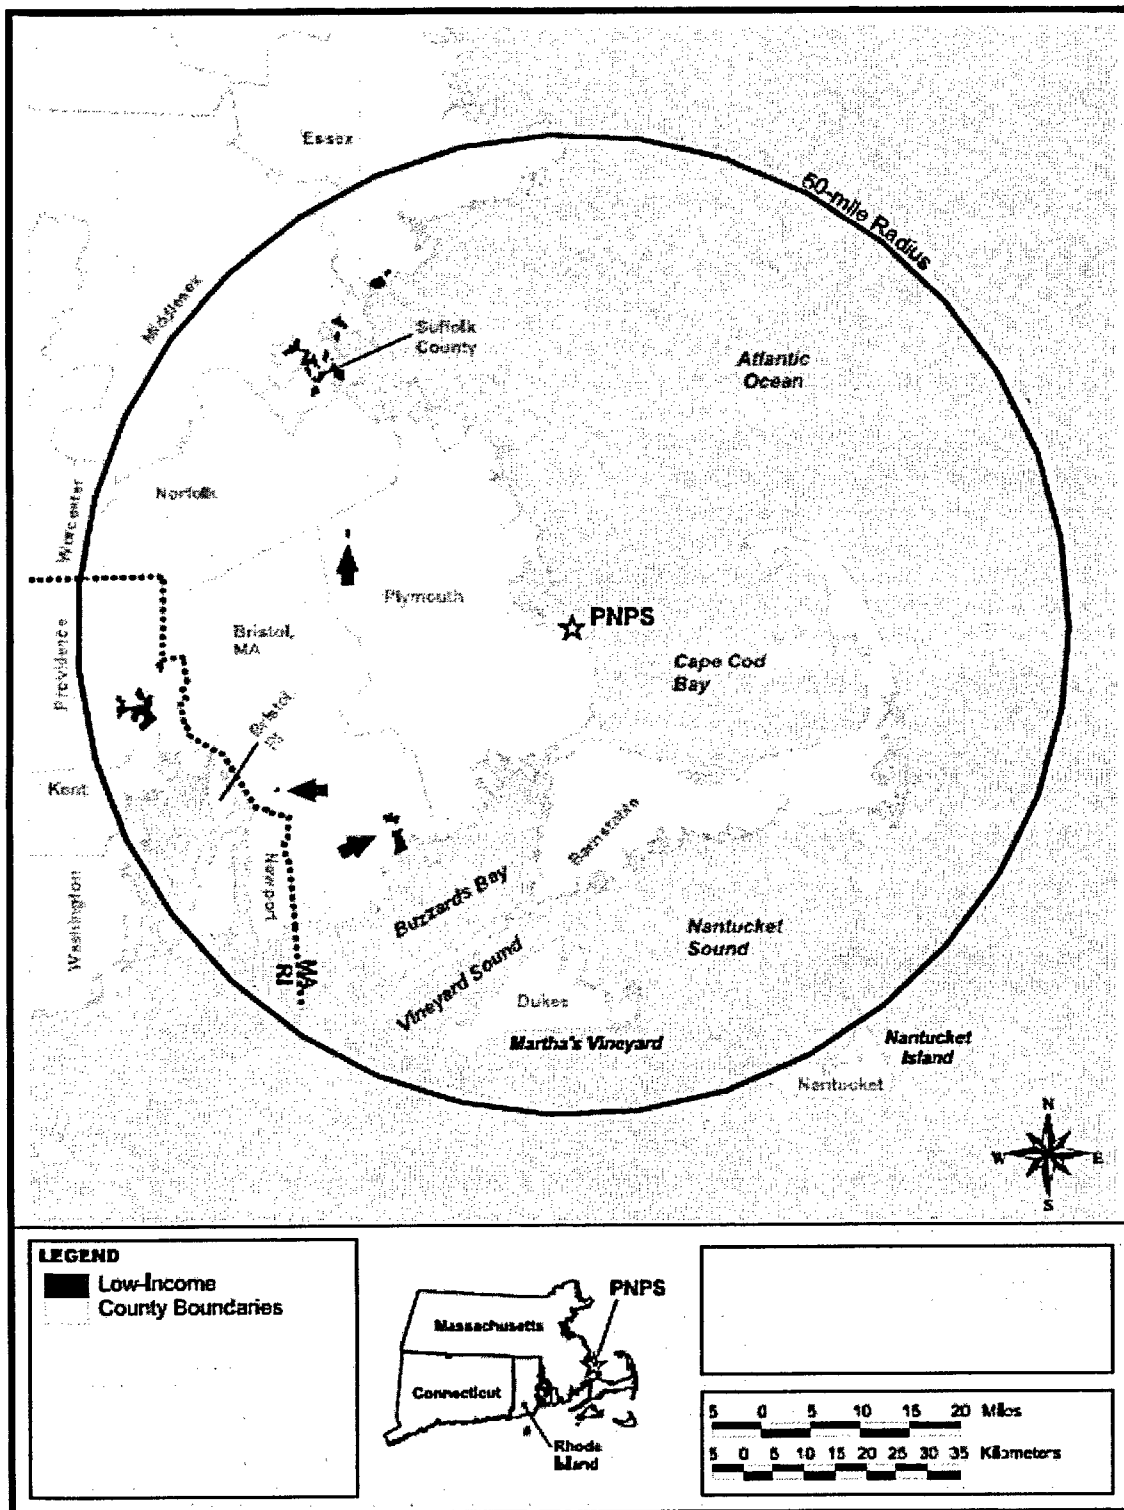 Essex
50-mile Radius
Middlesex
Suffolk
County
Atlantic
Ocean
Norfolk
Worcester
Plymouth
PNPS
Bristol,
MA
Providence
Cape Cod
Bay
Bristol
RI
Kent
Barnstable
Newport
Buzzards Bay
Washington
Nantucket
Sound
Vineyard Sound
MA
RI
Dukes
Martha's Vineyard
Nantucket
Island
Nantucket
N
W E
S
LEGEND
Low-Income
County Boundaries
PNPS
Massachusetts
Connecticut
Rhode
Island
5 0 5 10 15 20 Miles
5 0 5 10 15 20 25 30 35 Kilometers